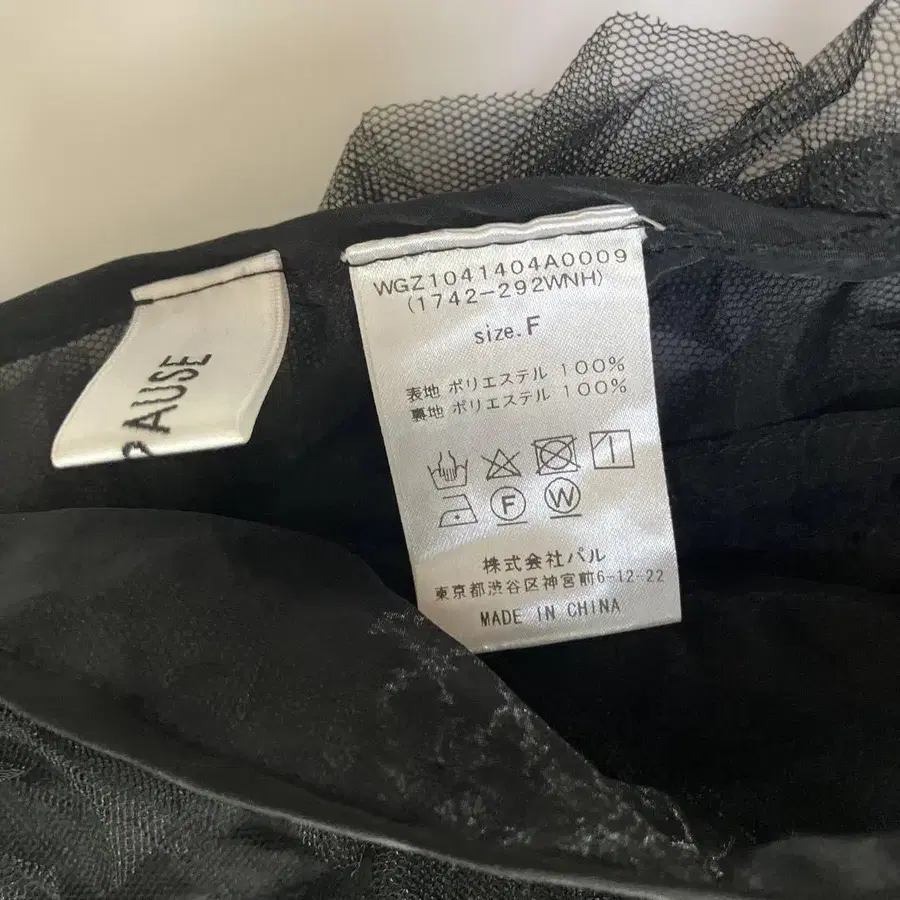 PAUSE
WGZ1041404A0009
(1742-292WNH)
size.F
表地 ポリエステル 100%
裏地 ポリエステル 100%
F W
株式会社パル
東京都渋谷区神宮前6-12-22
MADE IN CHINA